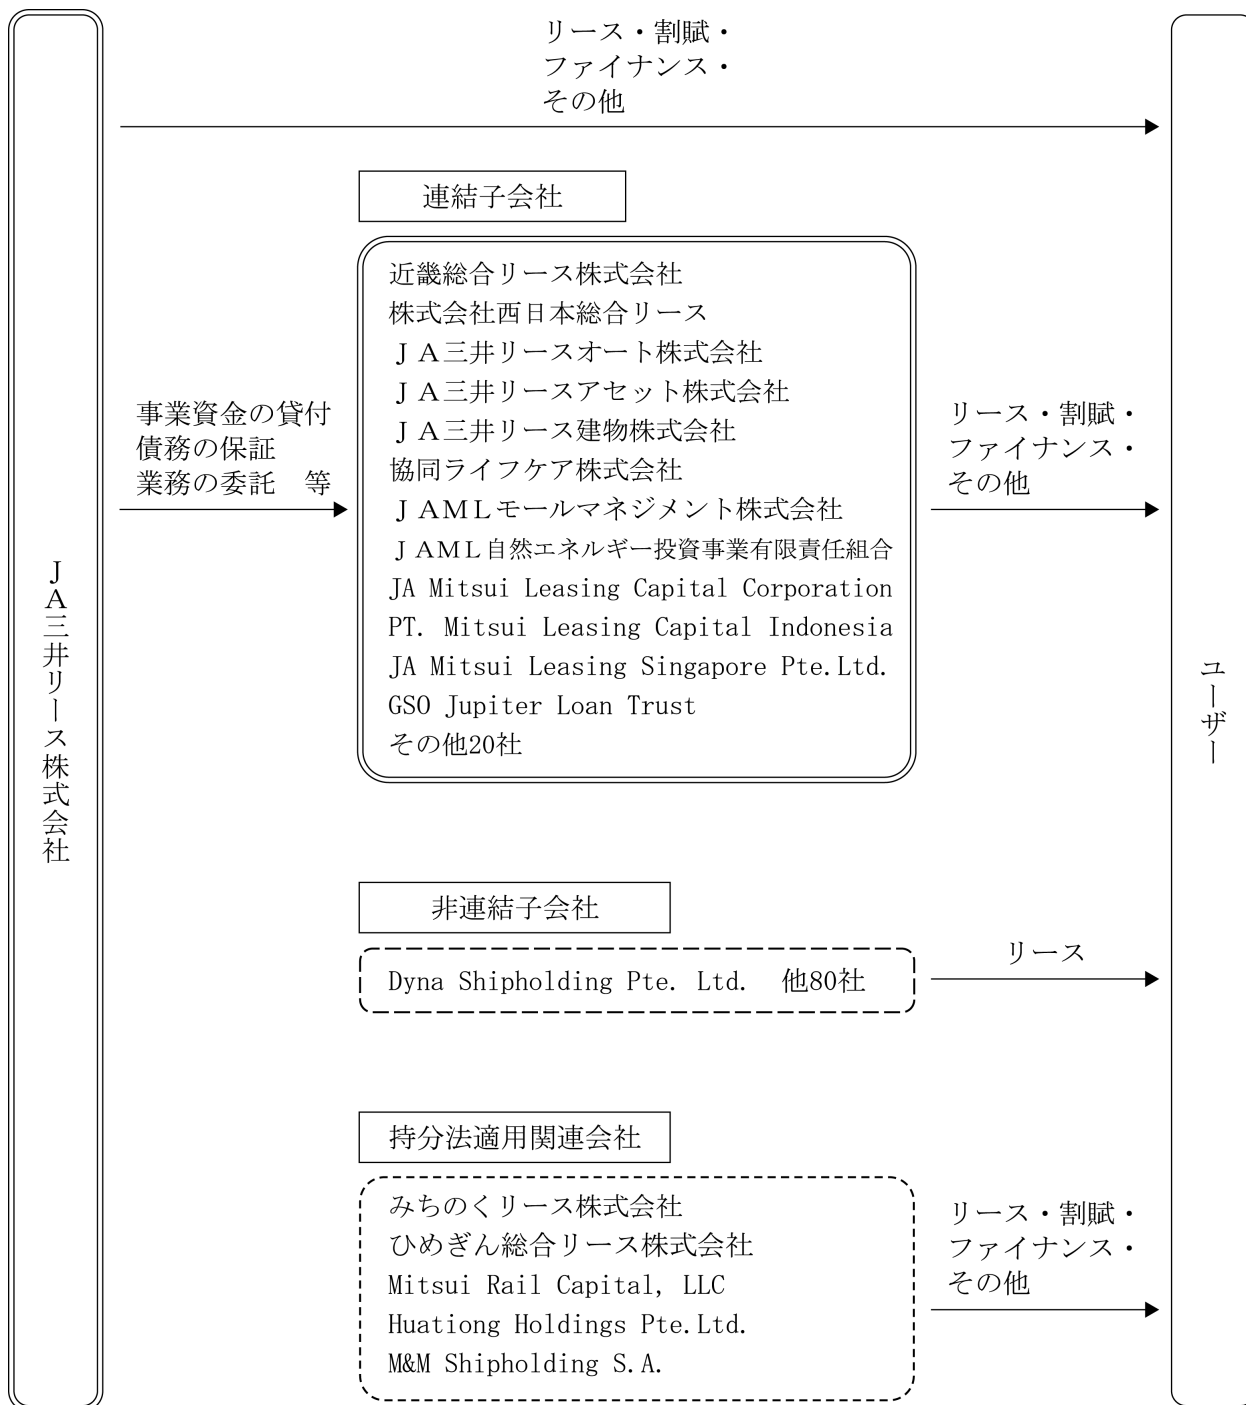 ＪＡ三井リース株式会社
リース・割賦・
ファイナンス・
その他
連結子会社
近畿総合リース株式会社
株式会社西日本総合リース
ＪＡ三井リースオート株式会社
ＪＡ三井リースアセット株式会社
ＪＡ三井リース建物株式会社
協同ライフケア株式会社
ＪＡＭＬモールマネジメント株式会社
ＪＡＭＬ自然エネルギー投資事業有限責任組合
JA Mitsui Leasing Capital Corporation
PT. Mitsui Leasing Capital Indonesia
JA Mitsui Leasing Singapore Pte.Ltd.
GSO Jupiter Loan Trust
その他20社
事業資金の貸付
債務の保証
業務の委託　等
リース・割賦・
ファイナンス・
その他
非連結子会社
Dyna Shipholding Pte. Ltd.　他80社
リース
持分法適用関連会社
みちのくリース株式会社
ひめぎん総合リース株式会社
Mitsui Rail Capital, LLC
Huationg Holdings Pte.Ltd.
M&M Shipholding S.A.
リース・割賦・
ファイナンス・
その他
ユーザー